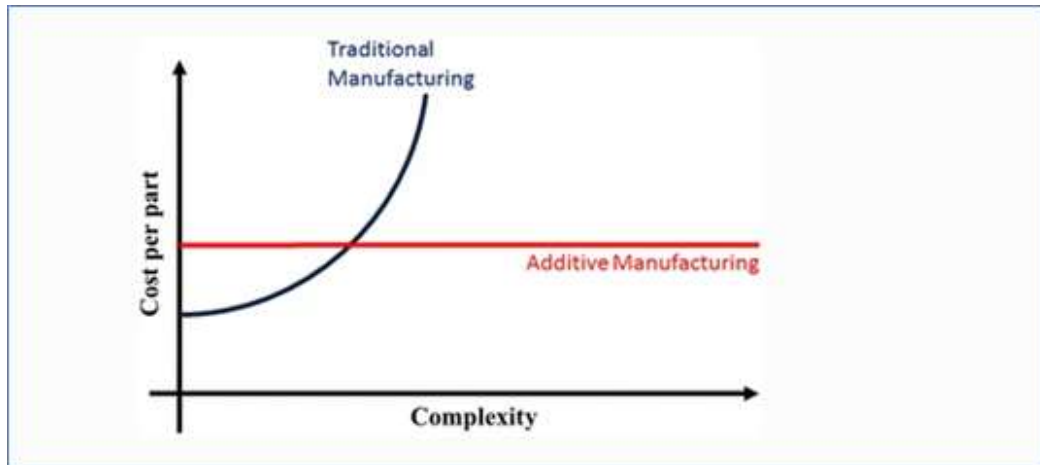 Traditional
Manufacturing
Cost per part
Additive Manufacturing
Complexity